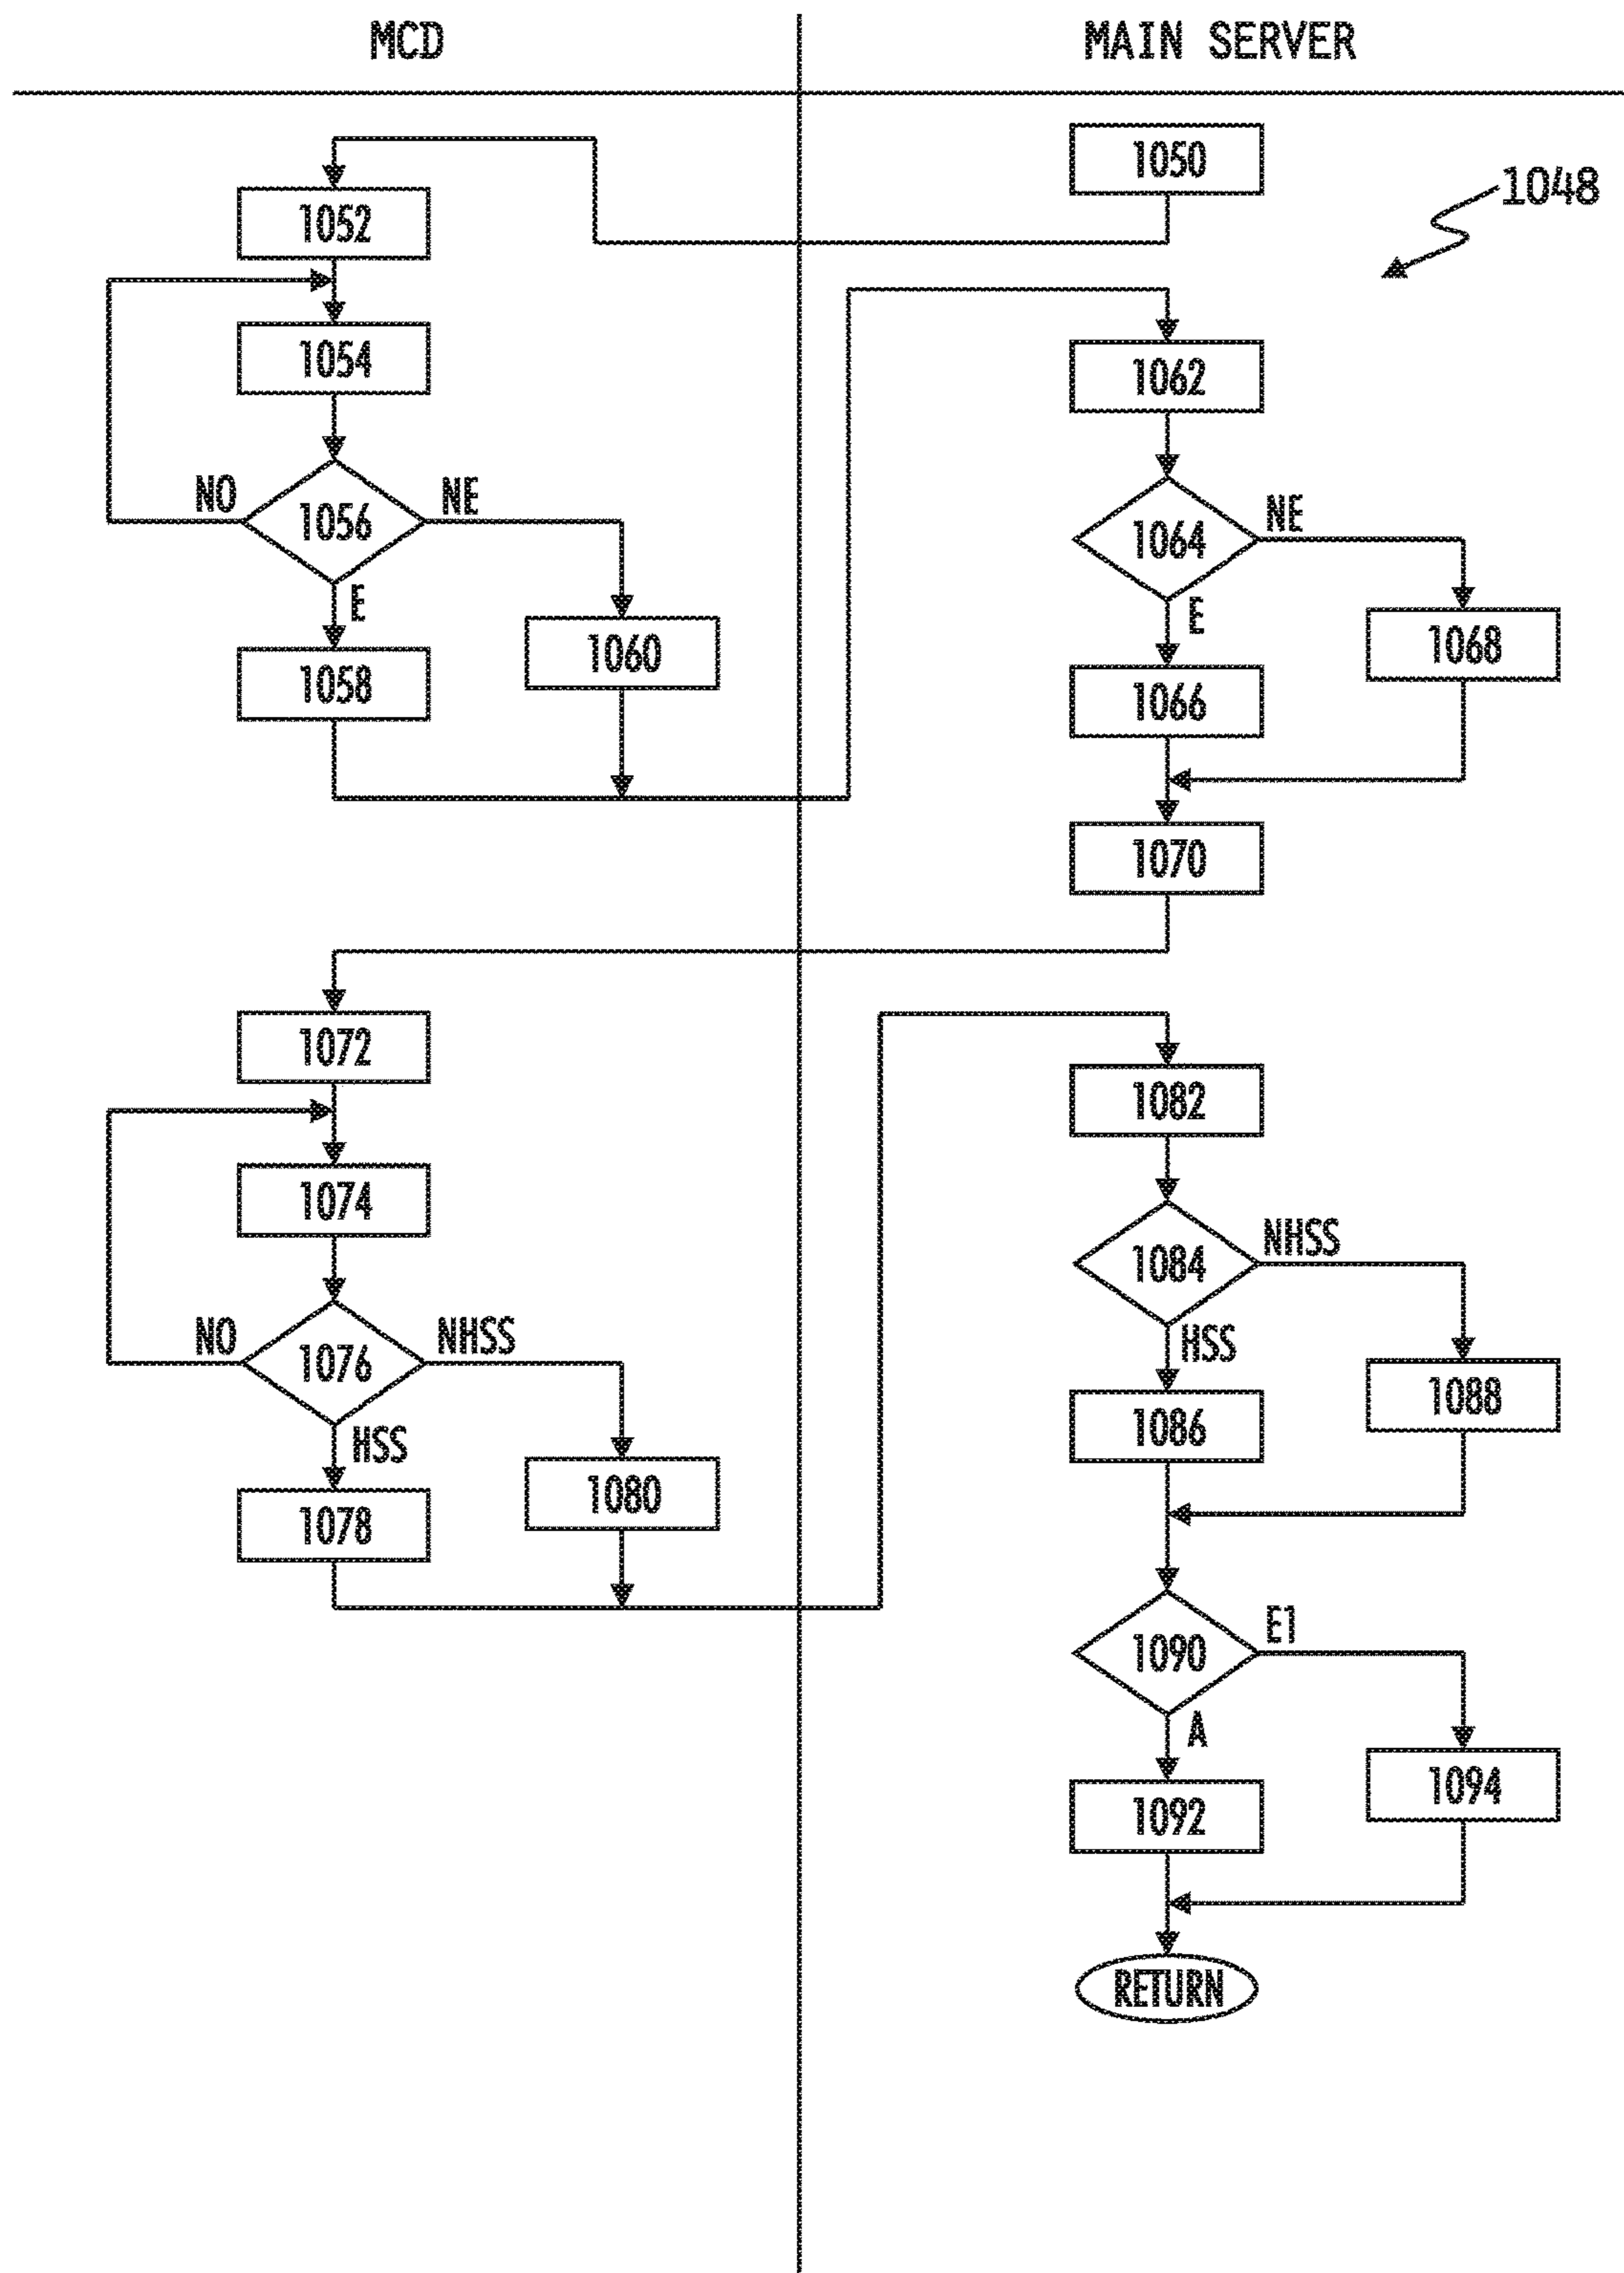 MCD
MAIN SERVER
1050
1048
1052
1054
1062
NO
1056
NE
1064
NE
E
1058
1060
E
1066
1068
1070
1072
1082
1074
NO
1076
NHSS
1084
NHSS
HSS
1078
1080
HSS
1086
1088
1090
E1
A
1092
1094
RETURN